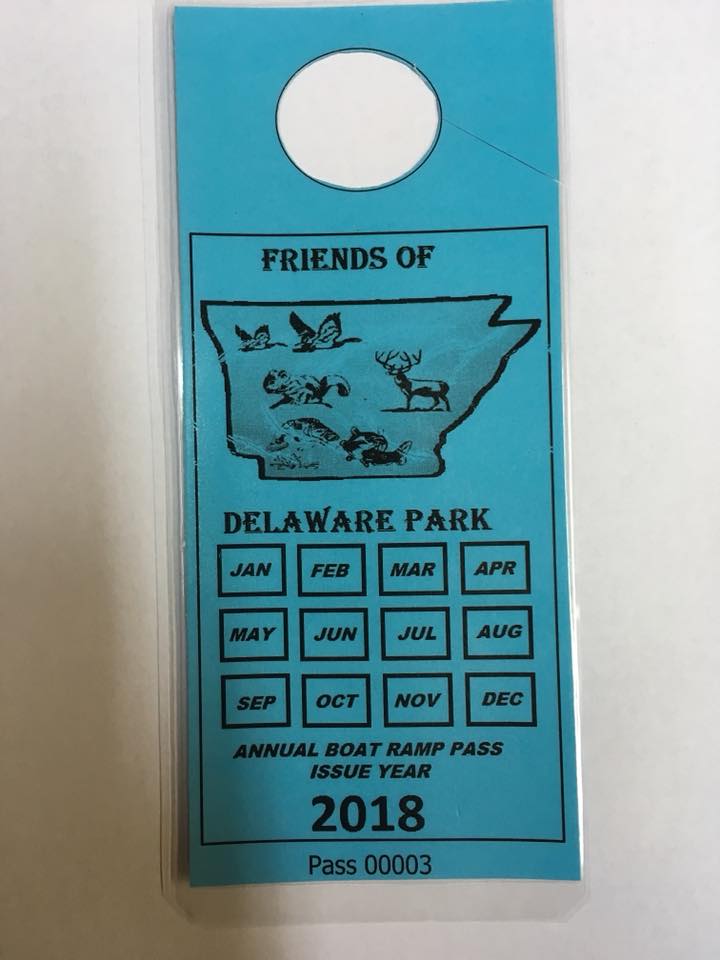 FRIENDS OF
DELAWARE PARK
JAN FEB MAR APR
MAY JUN JUL AUG
SEP OCT NOV DEC
ANNUAL BOAT RAMP PASS
ISSUE YEAR
2018
Pass 00003